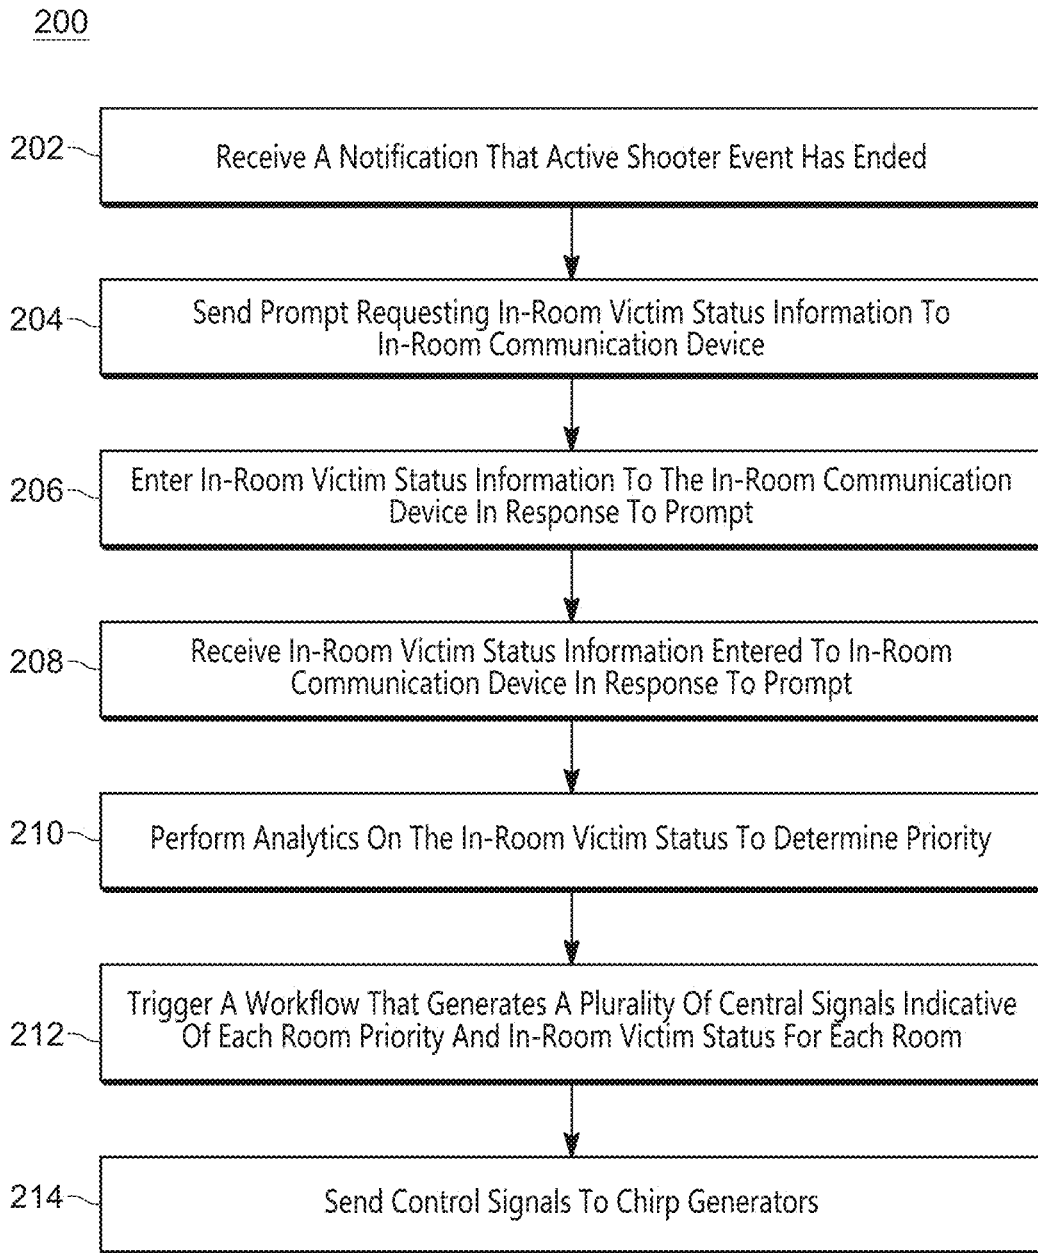 200
202
Receive A Notification That Active Shooter Event Has Ended
204
Send Prompt Requesting In-Room Victim Status Information To
In-Room Communication Device
206
Enter In-Room Victim Status Information To The In-Room Communication
Device In Response To Prompt
208
Receive In-Room Victim Status Information Entered To In-Room
Communication Device In Response To Prompt
210
Perform Analytics On The In-Room Victim Status To Determine Priority
212
Trigger A Workflow That Generates A Plurality Of Central Signals Indicative
Of Each Room Priority And In-Room Victim Status For Each Room
214
Send Control Signals To Chirp Generators